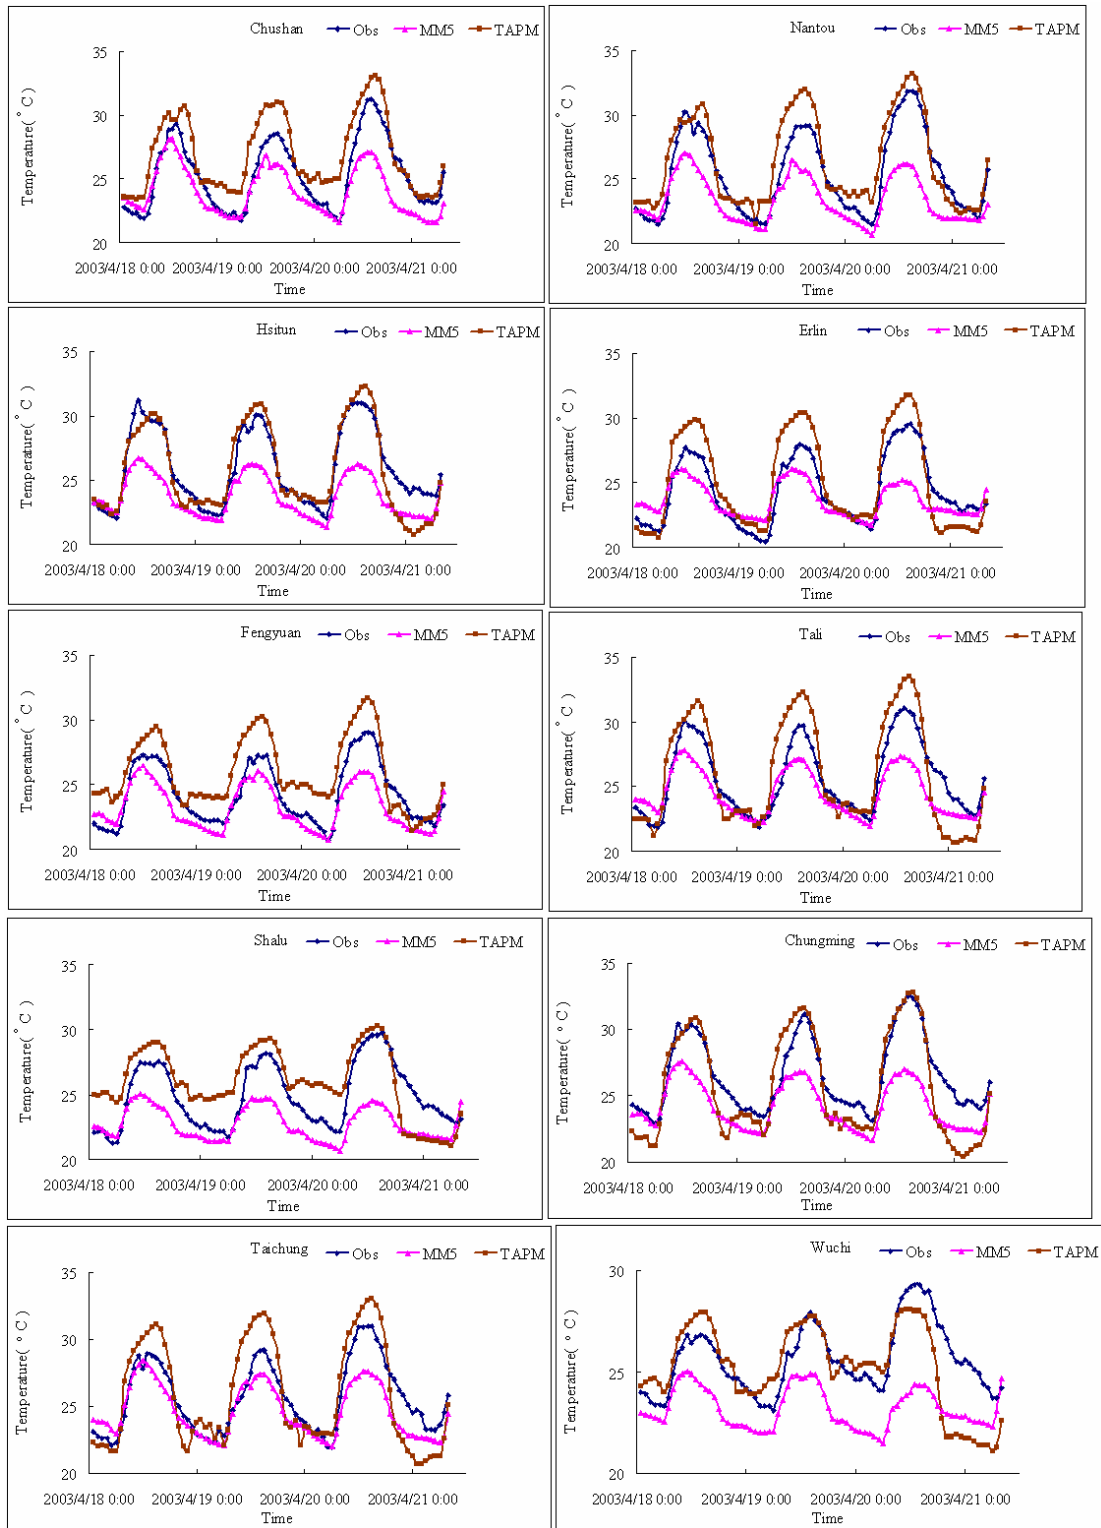 Chushan Obs MM5 TAPM
Temperature(°C)
35
30
25
20
2003/4/18 0:00 2003/4/19 0:00 2003/4/20 0:00 2003/4/21 0:00
Time
Nantou Obs MM5 TAPM
Temperature(°C)
35
30
25
20
2003/4/18 0:00 2003/4/19 0:00 2003/4/20 0:00 2003/4/21 0:00
Time
Hsitun Obs MM5 TAPM
Temperature(°C)
35
30
25
20
2003/4/18 0:00 2003/4/19 0:00 2003/4/20 0:00 2003/4/21 0:00
Time
Erlin Obs MM5 TAPM
Temperature(°C)
35
30
25
20
2003/4/18 0:00 2003/4/19 0:00 2003/4/20 0:00 2003/4/21 0:00
Time
Fengyuan Obs MM5 TAPM
Temperature(°C)
35
30
25
20
2003/4/18 0:00 2003/4/19 0:00 2003/4/20 0:00 2003/4/21 0:00
Time
Tali Obs MM5 TAPM
Temperature(°C)
35
30
25
20
2003/4/18 0:00 2003/4/19 0:00 2003/4/20 0:00 2003/4/21 0:00
Time
Shalu Obs MM5 TAPM
Temperature(°C)
35
30
25
20
2003/4/18 0:00 2003/4/19 0:00 2003/4/20 0:00 2003/4/21 0:00
Time
Chungming Obs MM5 TAPM
Temperature(°C)
35
30
25
20
2003/4/18 0:00 2003/4/19 0:00 2003/4/20 0:00 2003/4/21 0:00
Time
Taichung Obs MM5 TAPM
Temperature(°C)
35
30
25
20
2003/4/18 0:00 2003/4/19 0:00 2003/4/20 0:00 2003/4/21 0:00
Time
Wuchi Obs MM5 TAPM
Temperature(°C)
30
25
20
2003/4/18 0:00 2003/4/19 0:00 2003/4/20 0:00 2003/4/21 0:00
Time